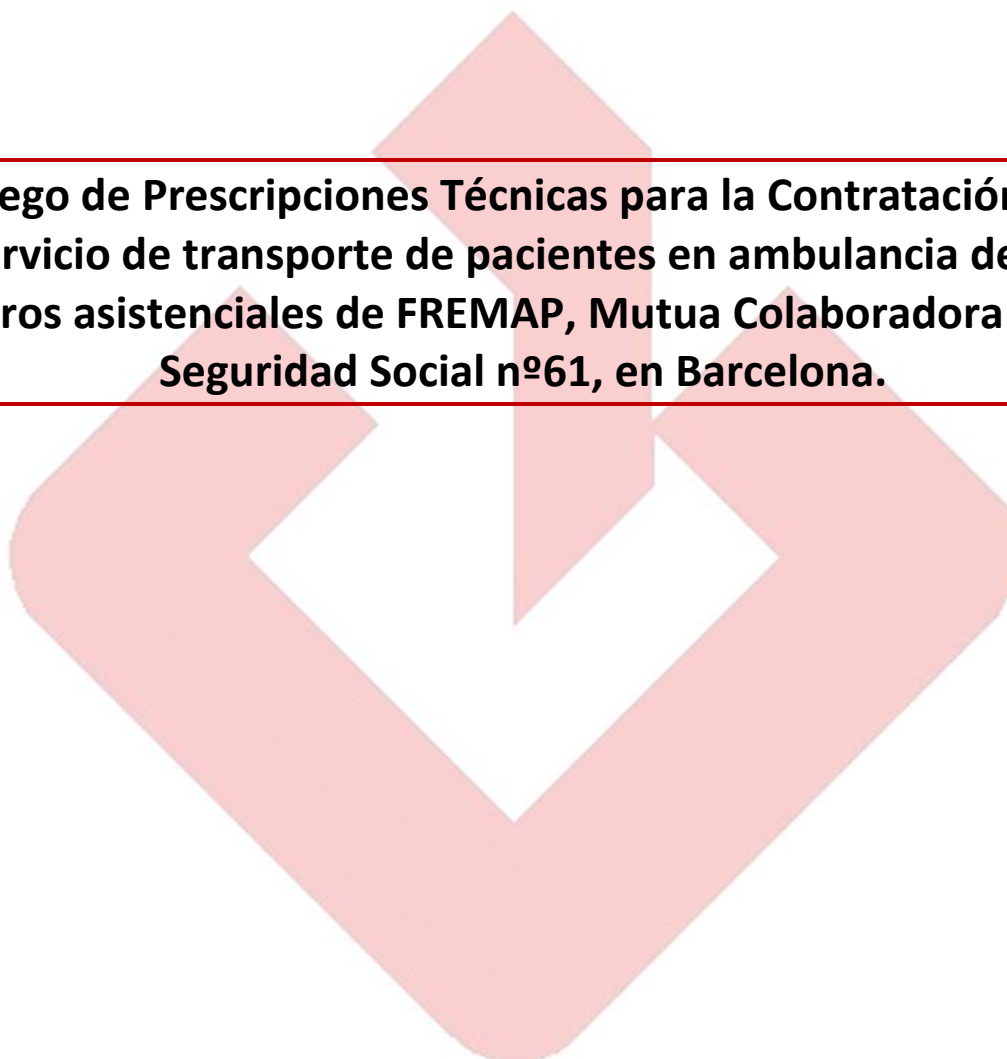 ego de Prescripciones Técnicas para la Contratación
rvicio de transporte de pacientes en ambulancia de
ros asistenciales de FREMAP, Mutua Colaboradora
Seguridad Social nº61, en Barcelona.